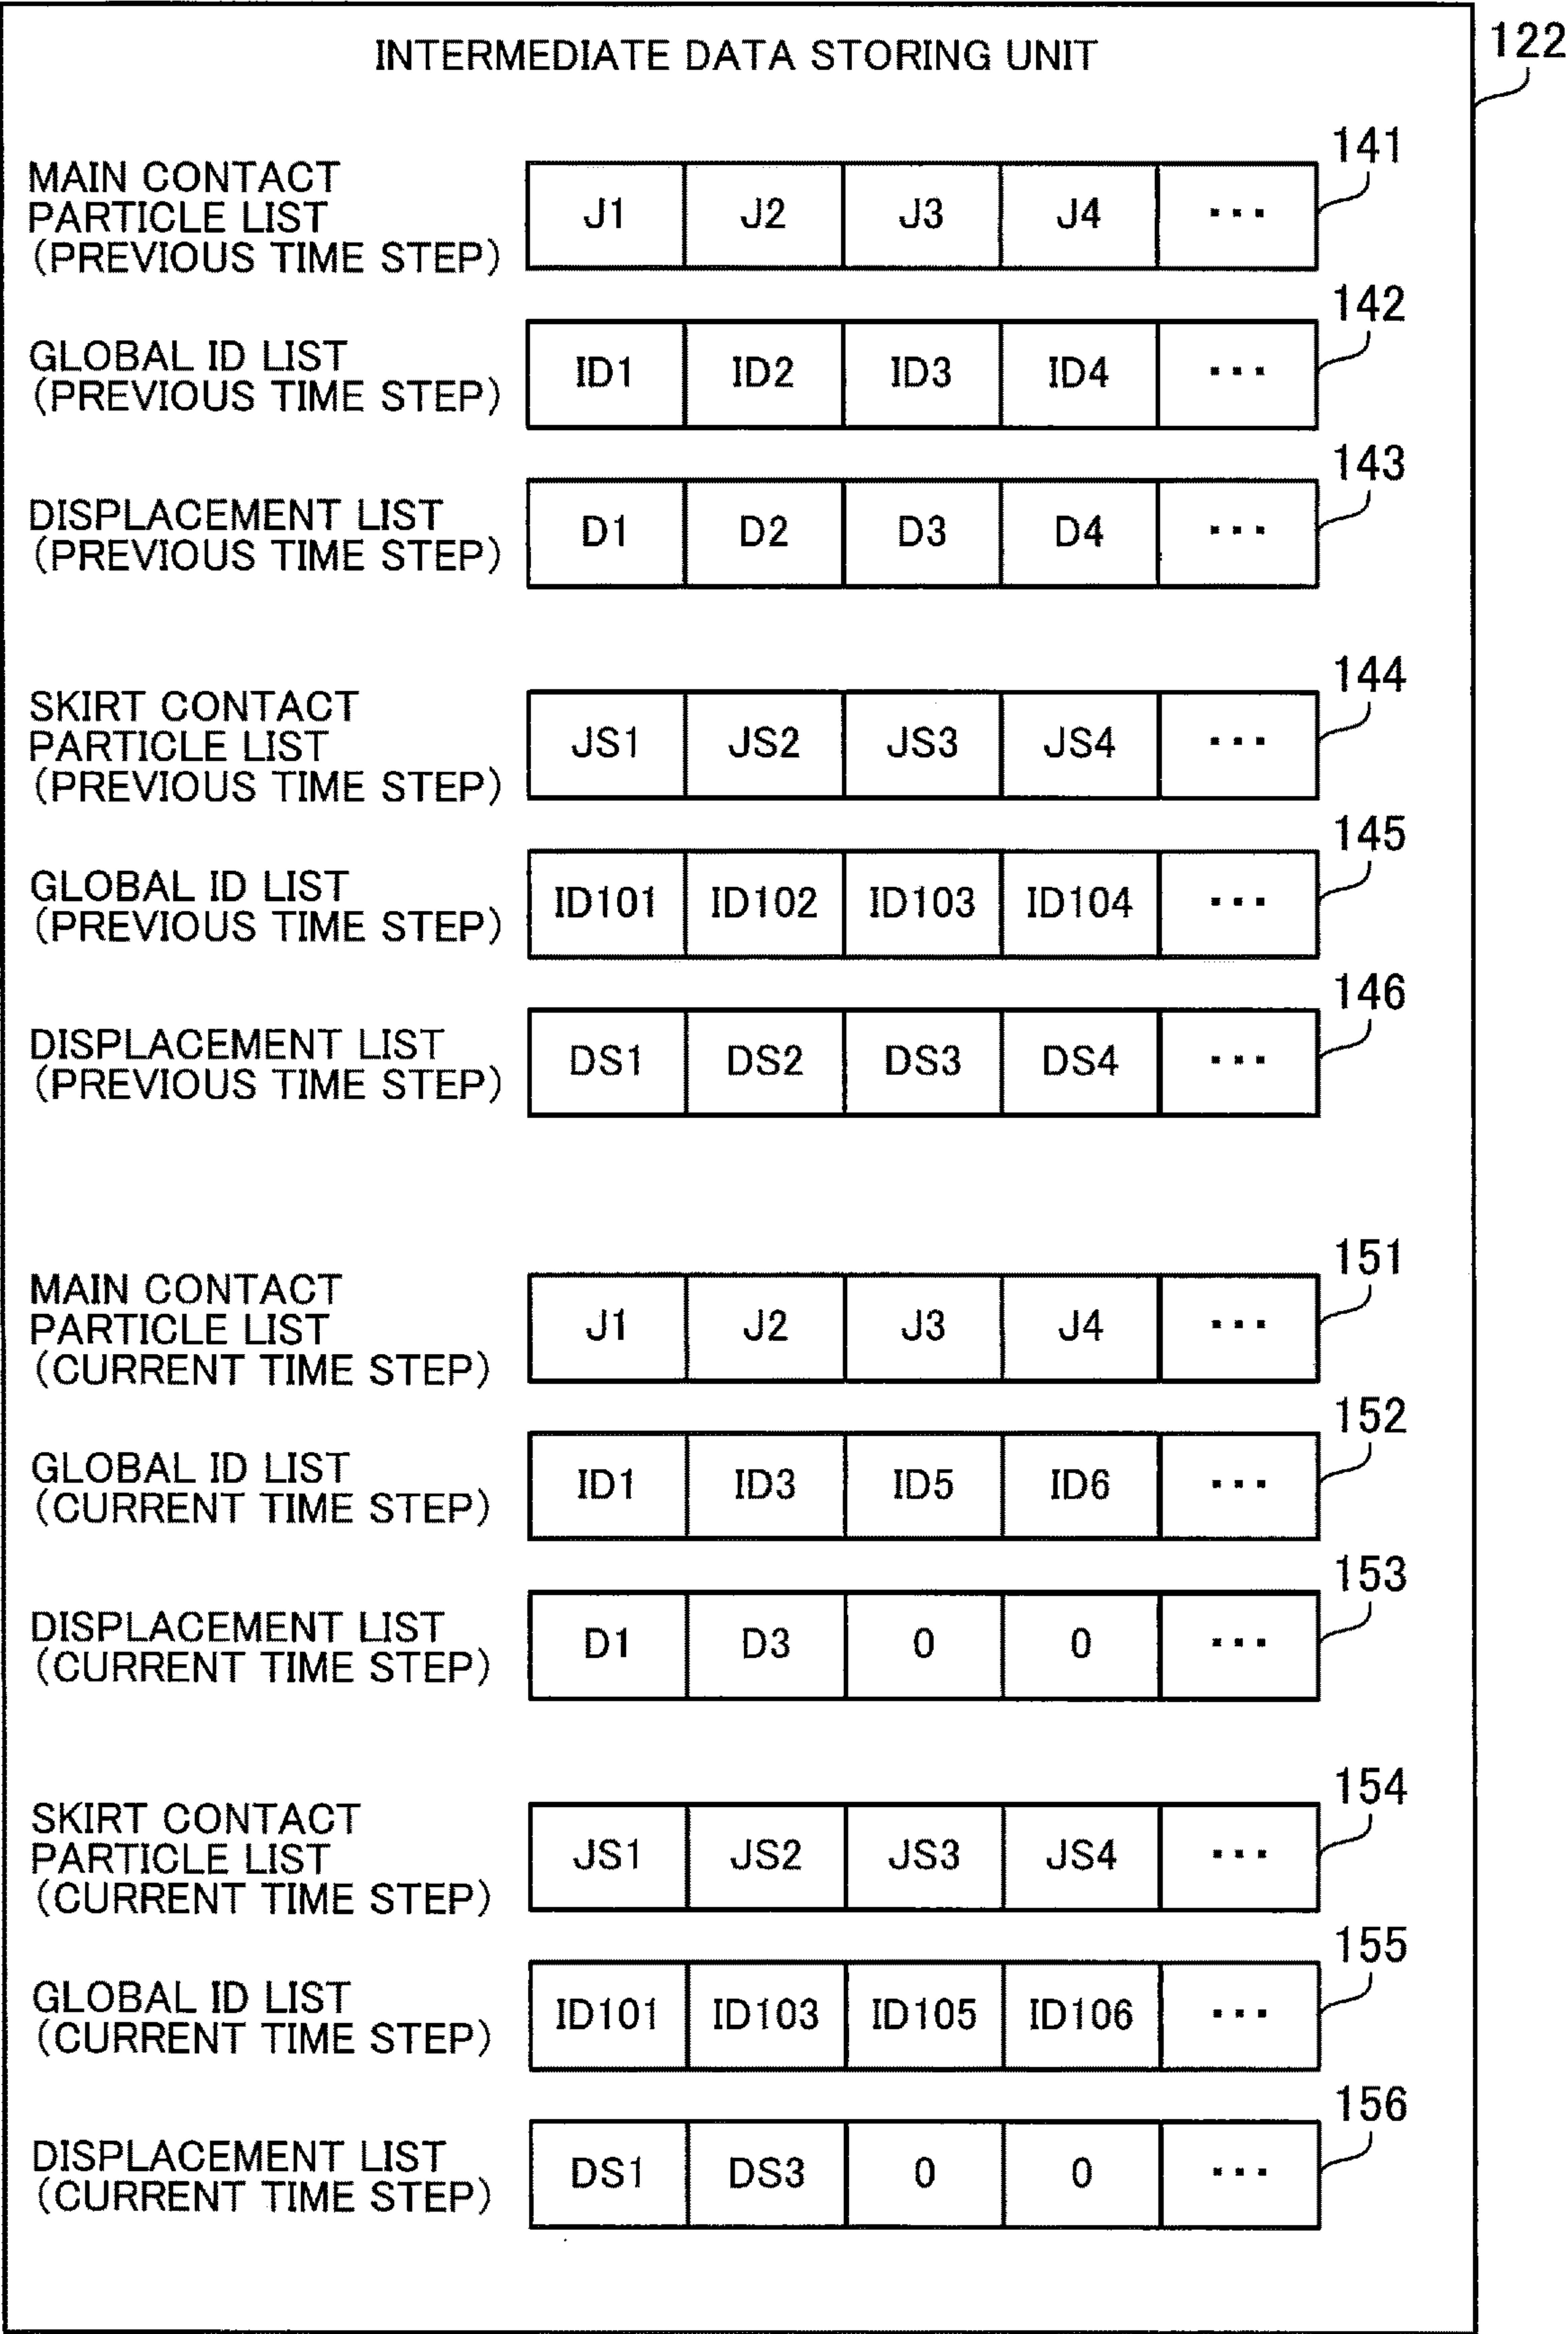 INTERMEDIATE DATA STORING UNIT
122
141
MAIN CONTACT
PARTICLE LIST
(PREVIOUS TIME STEP)
J1 J2 J3 J4 ...
142
GLOBAL ID LIST
(PREVIOUS TIME STEP)
ID1 ID2 ID3 ID4 ...
143
DISPLACEMENT LIST
(PREVIOUS TIME STEP)
D1 D2 D3 D4 ...
144
SKIRT CONTACT
PARTICLE LIST
(PREVIOUS TIME STEP)
JS1 JS2 JS3 JS4 ...
145
GLOBAL ID LIST
(PREVIOUS TIME STEP)
ID101 ID102 ID103 ID104 ...
146
DISPLACEMENT LIST
(PREVIOUS TIME STEP)
DS1 DS2 DS3 DS4 ...
151
MAIN CONTACT
PARTICLE LIST
(CURRENT TIME STEP)
J1 J2 J3 J4 ...
152
GLOBAL ID LIST
(CURRENT TIME STEP)
ID1 ID3 ID5 ID6 ...
153
DISPLACEMENT LIST
(CURRENT TIME STEP)
D1 D3 0 0 ...
154
SKIRT CONTACT
PARTICLE LIST
(CURRENT TIME STEP)
JS1 JS2 JS3 JS4 ...
155
GLOBAL ID LIST
(CURRENT TIME STEP)
ID101 ID103 ID105 ID106 ...
156
DISPLACEMENT LIST
(CURRENT TIME STEP)
DS1 DS3 0 0 ...